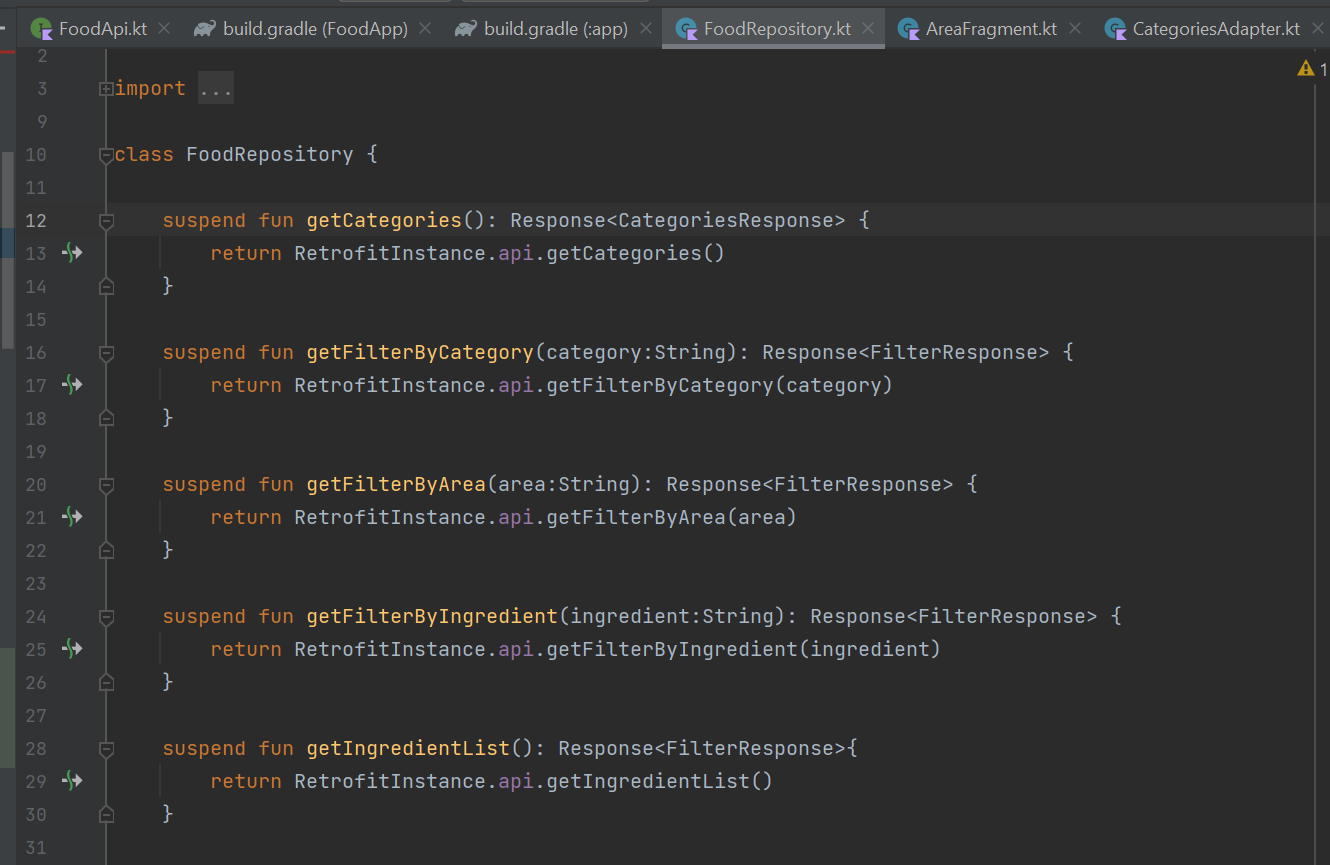 FoodApi.kt build.gradle (FoodApp) build.gradle (:app) FoodRepository.kt AreaFragment.kt CategoriesAdapter.kt
2
3 import ...
9
10 class FoodRepository {
11
12 suspend fun getCategories(): Response<CategoriesResponse> {
13 return RetrofitInstance.api.getCategories()
14 }
15
16 suspend fun getFilterByCategory(category:String): Response<FilterResponse> {
17 return RetrofitInstance.api.getFilterByCategory(category)
18 }
19
20 suspend fun getFilterByArea(area:String): Response<FilterResponse> {
21 return RetrofitInstance.api.getFilterByArea(area)
22 }
23
24 suspend fun getFilterByIngredient(ingredient:String): Response<FilterResponse> {
25 return RetrofitInstance.api.getFilterByIngredient(ingredient)
26 }
27
28 suspend fun getIngredientList(): Response<FilterResponse>{
29 return RetrofitInstance.api.getIngredientList()
30 }
31
1